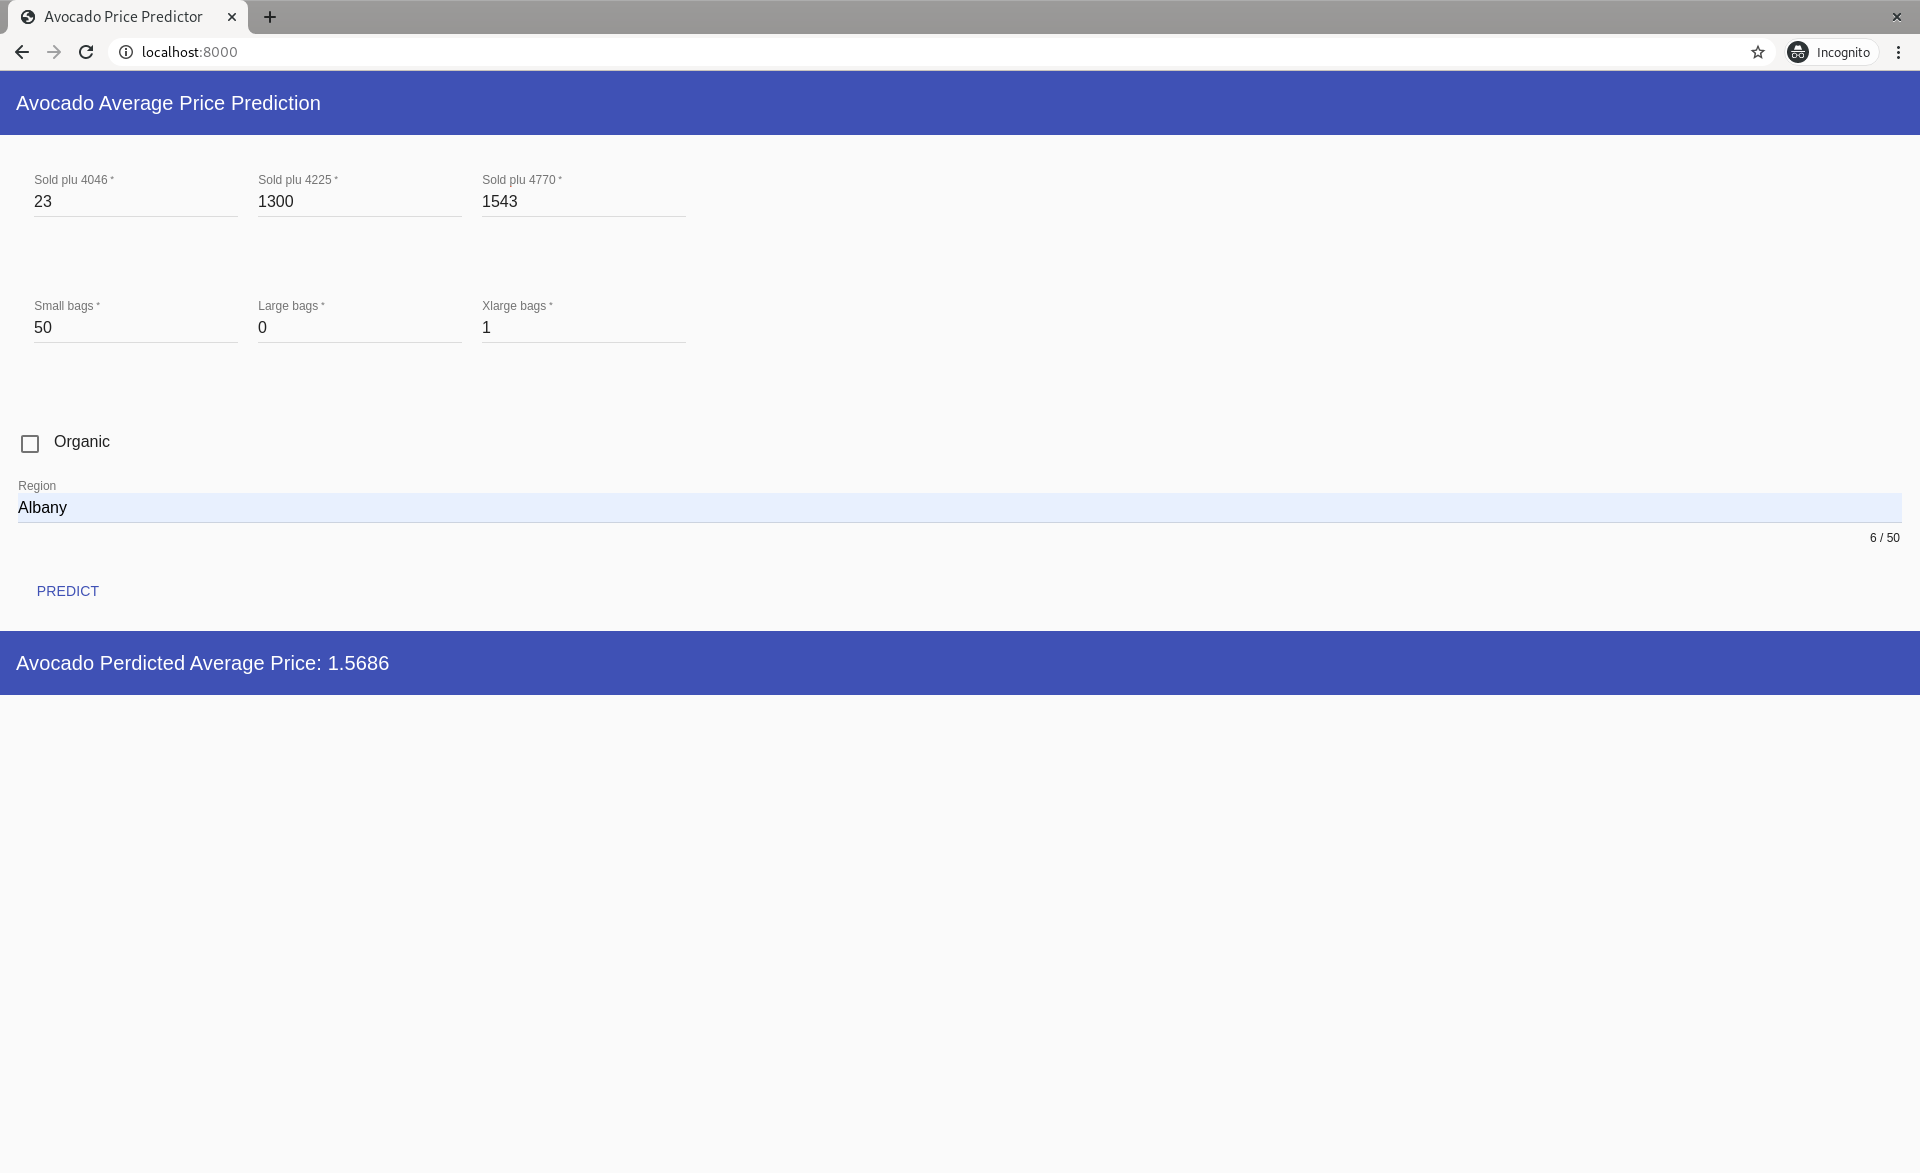 Avocado Price Predictor
localhost:8000
Incognito
Avocado Average Price Prediction
Sold plu 4046 * Sold plu 4225 * Sold plu 4770 *
23 1300 1543
Small bags * Large bags * Xlarge bags *
50 0 1
Organic
Region
Albany
6 / 50
PREDICT
Avocado Perdicted Average Price: 1.5686